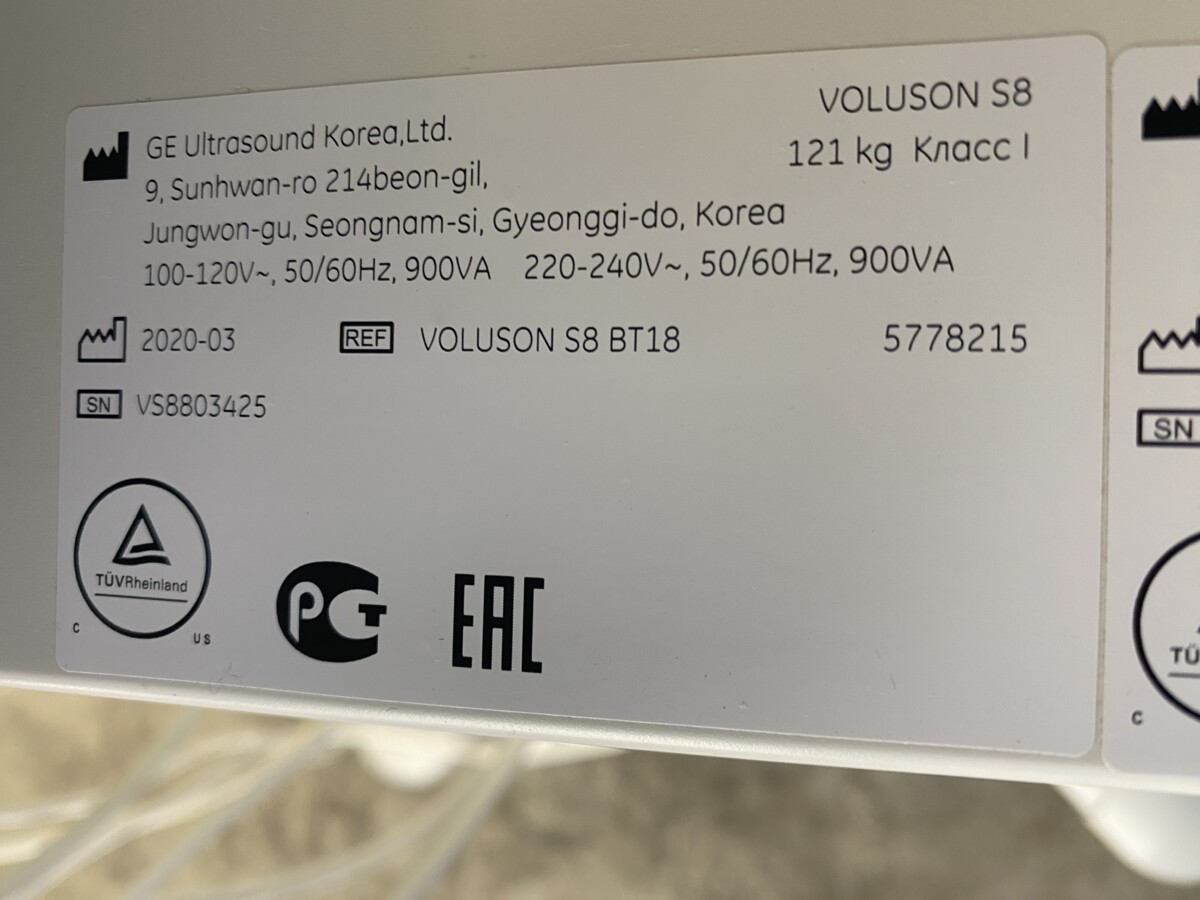 GE Ultrasound Korea,Ltd.
VOLUSON S8
9, Sunhwan-ro 214beon-gil,
121 kg Класс I
Jungwon-gu, Seongnam-si, Gyeonggi-do, Korea
100-120V~, 50/60Hz, 900VA 220-240V~, 50/60Hz, 900VA
2020-03 REF VOLUSON S8 BT18 5778215
SN VS8803425
TÜVRheinland
C US
РСТ
EAC
SN
TÜ
C